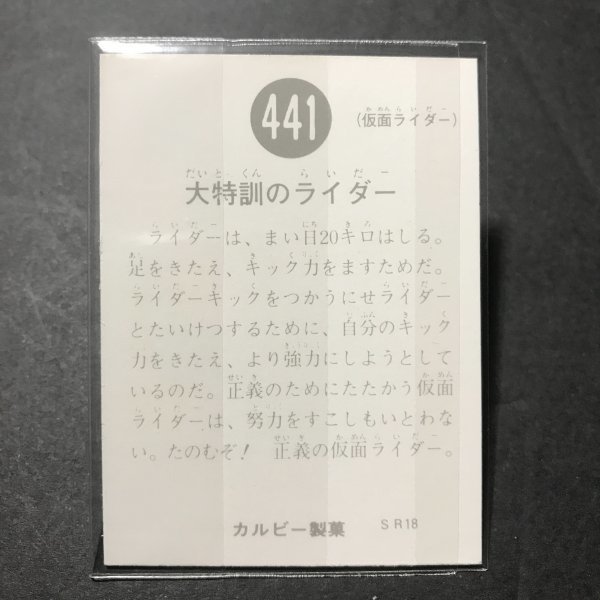 441
(仮面ライダー)
大特訓のライダー
ライダーは、まい日20キロはしる。
足をきたえ、キック力をますためだ。
ライダーキックをつかうにせライダー
とたいけつするために、自分のキック
力をきたえ、より強力にしようとして
いるのだ。正義のためにたたかう仮面
ライダーは、努力をすこしもいとわな
い。たのむぞ! 正義の仮面ライダー。
カルビー製菓 SR18